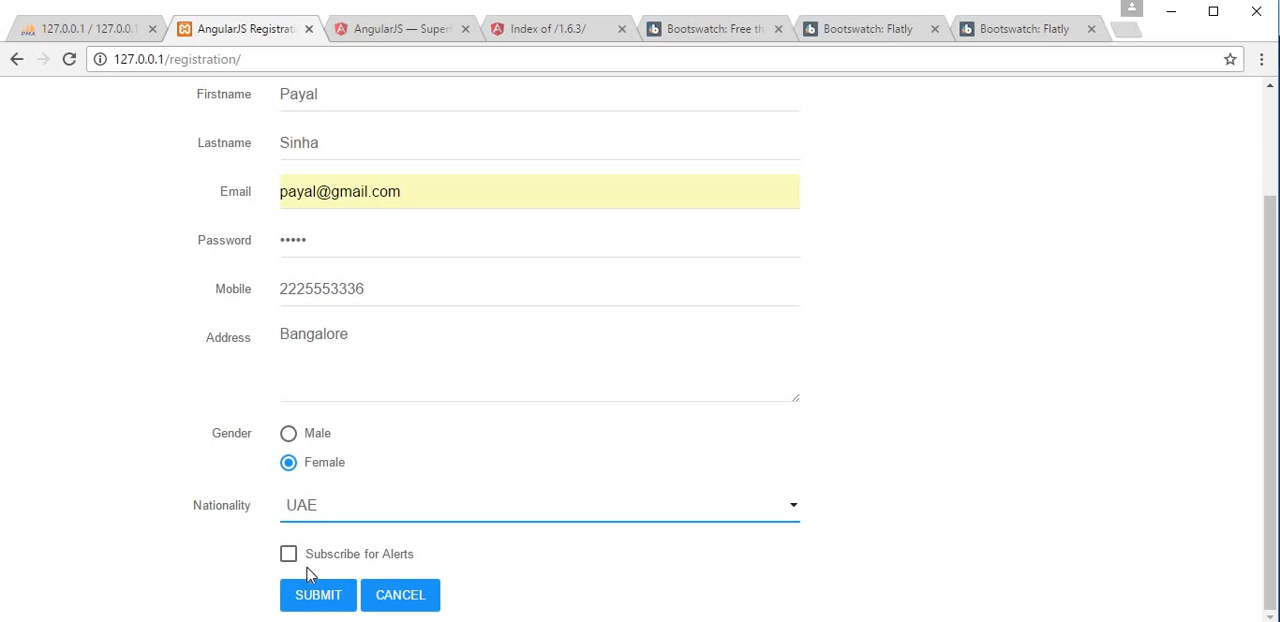 127.0.0.1 / 127.0.0.1
AngularJS Registrati
AngularJS — Super
Index of /1.6.3/
Bootswatch: Free th
Bootswatch: Flatly
Bootswatch: Flatly
127.0.0.1/registration/
Firstname Payal
Lastname Sinha
Email payal@gmail.com
Password •••••
Mobile 2225553336
Address Bangalore
Gender Male
Female
Nationality UAE
Subscribe for Alerts
SUBMIT CANCEL